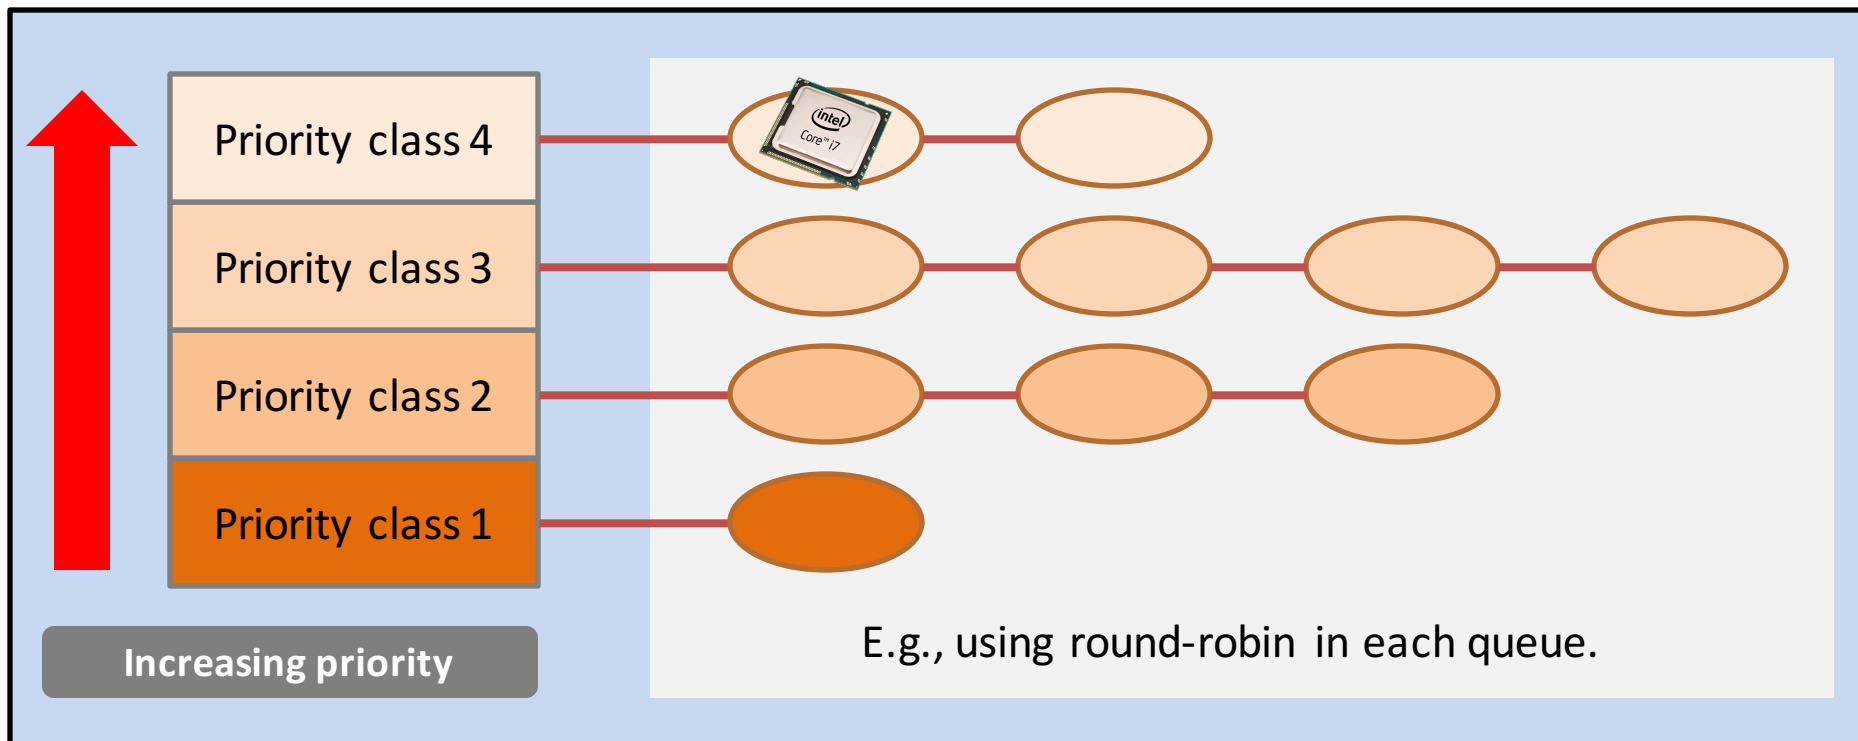 Priority class 4
intel
Core™ i7
Priority class 3
Priority class 2
Priority class 1
Increasing priority
E.g., using round-robin in each queue.